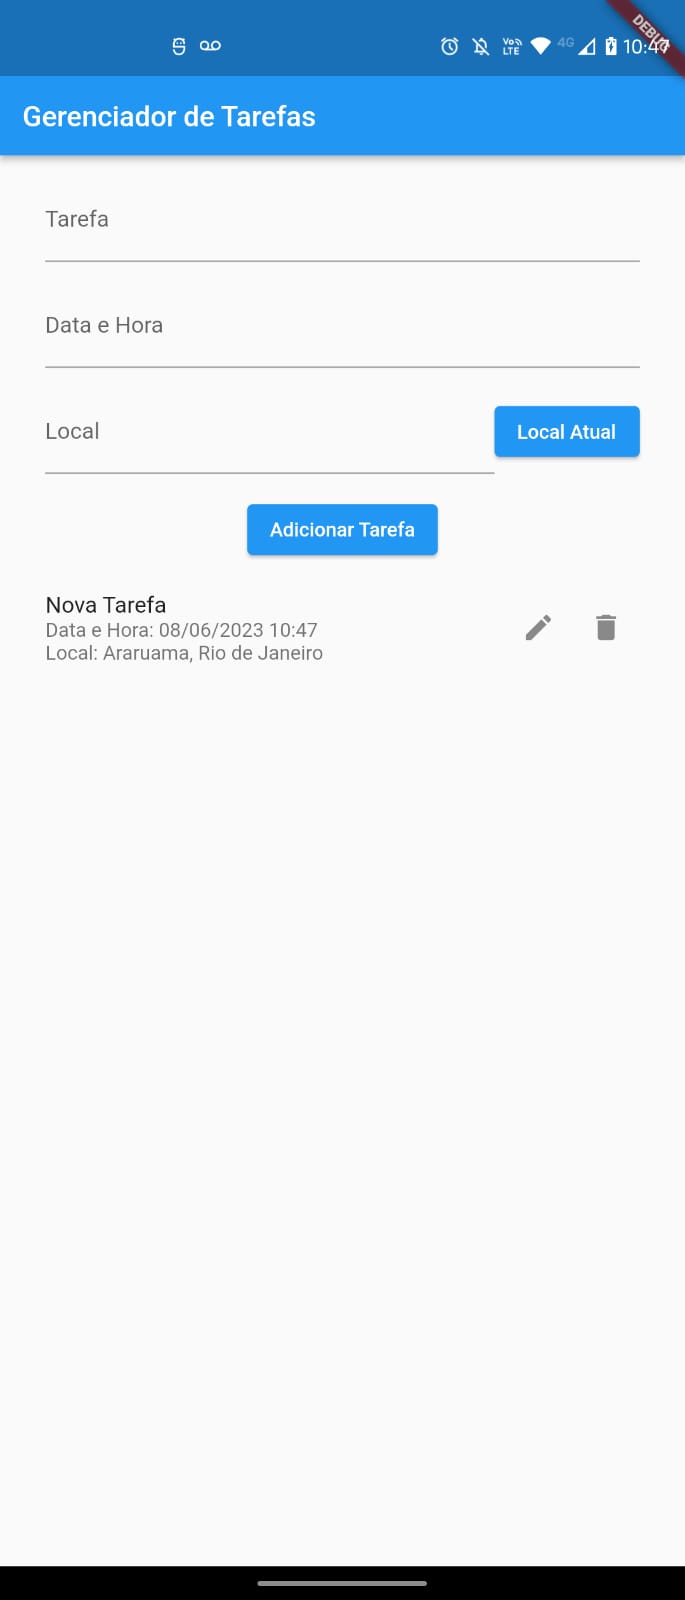 DEBUG
Vo LTE 4G 10:47
Gerenciador de Tarefas
Tarefa
Data e Hora
Local
Local Atual
Adicionar Tarefa
Nova Tarefa
Data e Hora: 08/06/2023 10:47
Local: Araruama, Rio de Janeiro